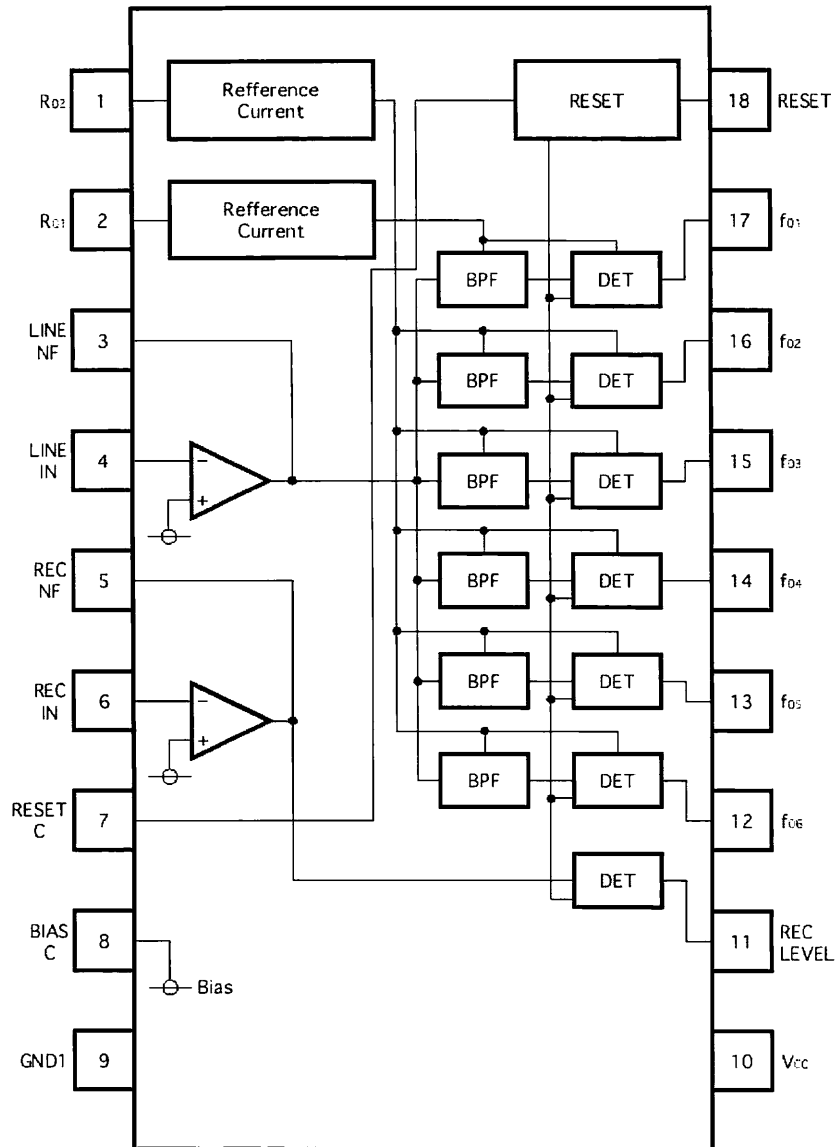 R02
1
Refference
Current
RESET
18
RESET
R01
2
Refference
Current
17
f01
BPF
DET
LINE
NF
3
16
f02
BPF
DET
LINE
IN
4
−
+
BPF
DET
15
f03
REC
NF
5
BPF
DET
14
f04
REC
IN
6
−
+
BPF
DET
13
f05
BPF
DET
RESET
C
7
12
f06
DET
BIAS
C
8
Bias
11
REC
LEVEL
GND1
9
10
VCC